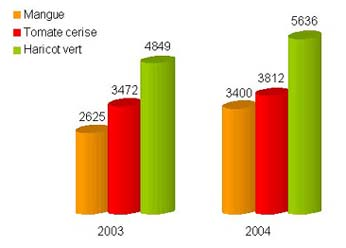 Mangue
Tomate cerise
Haricot vert
2625
3472
4849
3400
3812
5636
2003
2004